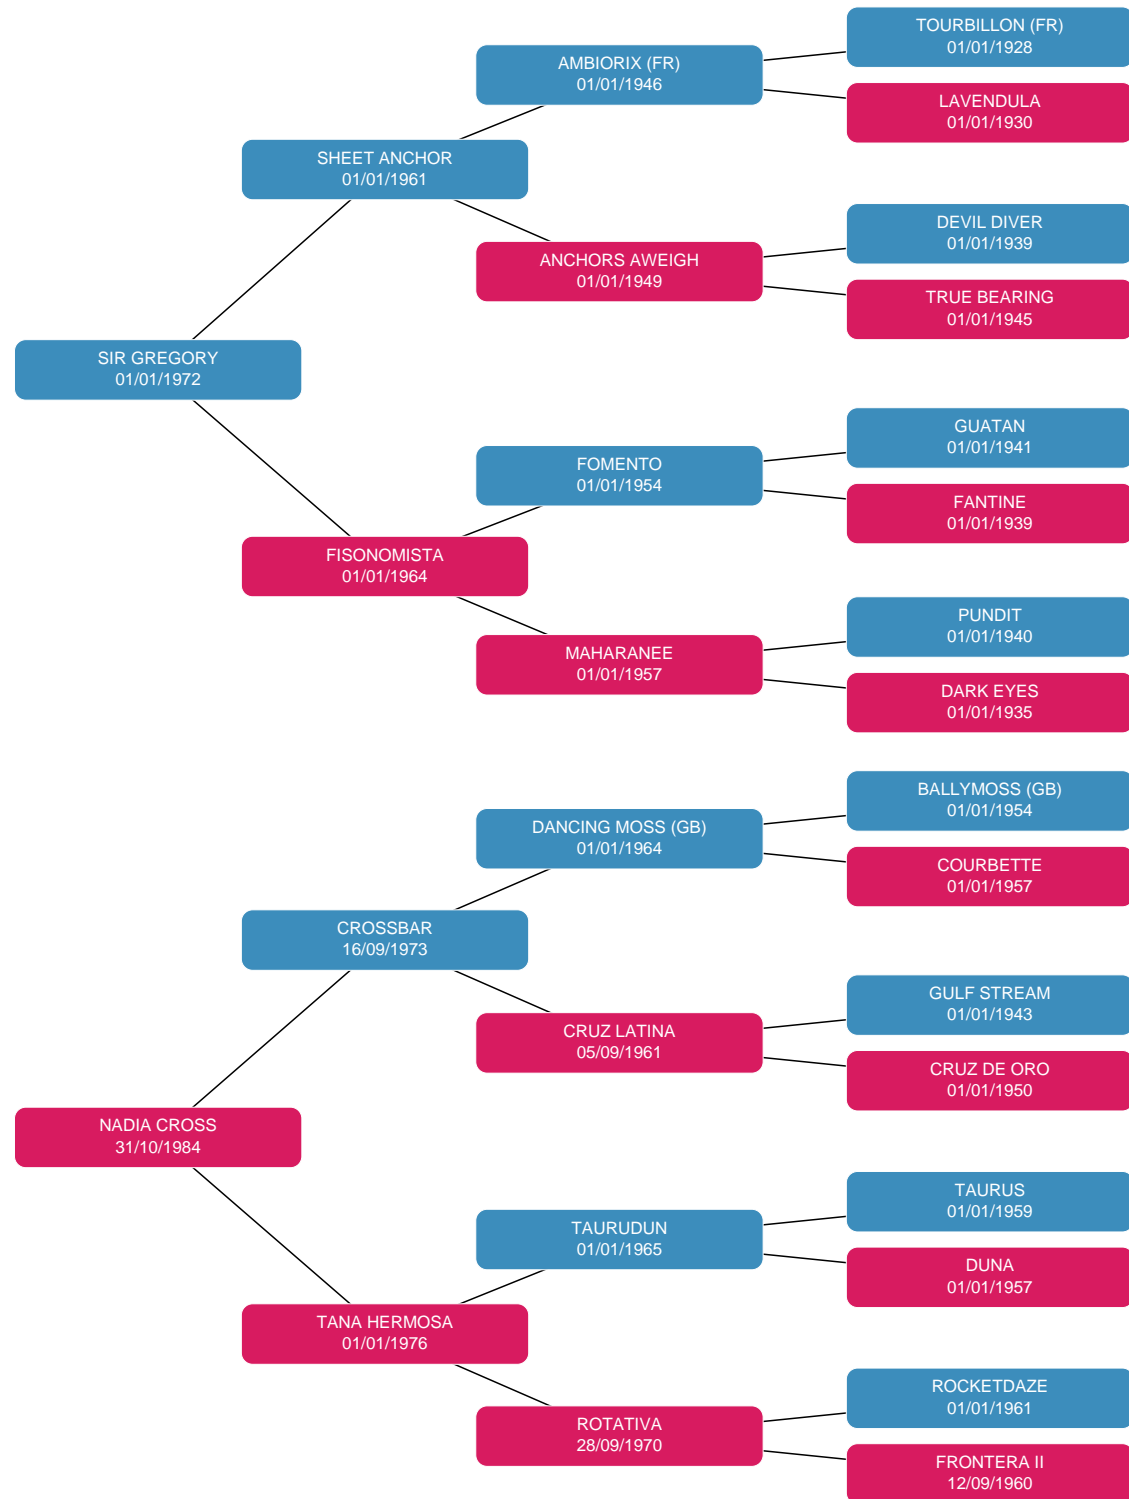 TOURBILLON (FR)
01/01/1928
AMBIORIX (FR)
01/01/1946
LAVENDULA
01/01/1930
SHEET ANCHOR
01/01/1961
DEVIL DIVER
01/01/1939
ANCHORS AWEIGH
01/01/1949
TRUE BEARING
01/01/1945
SIR GREGORY
01/01/1972
GUATAN
01/01/1941
FOMENTO
01/01/1954
FANTINE
01/01/1939
FISONOMISTA
01/01/1964
PUNDIT
01/01/1940
MAHARANEE
01/01/1957
DARK EYES
01/01/1935
BALLYMOSS (GB)
01/01/1954
DANCING MOSS (GB)
01/01/1964
COURBETTE
01/01/1957
CROSSBAR
16/09/1973
GULF STREAM
01/01/1943
CRUZ LATINA
05/09/1961
CRUZ DE ORO
01/01/1950
NADIA CROSS
31/10/1984
TAURUS
01/01/1959
TAURUDUN
01/01/1965
DUNA
01/01/1957
TANA HERMOSA
01/01/1976
ROCKETDAZE
01/01/1961
ROTATIVA
28/09/1970
FRONTERA II
12/09/1960